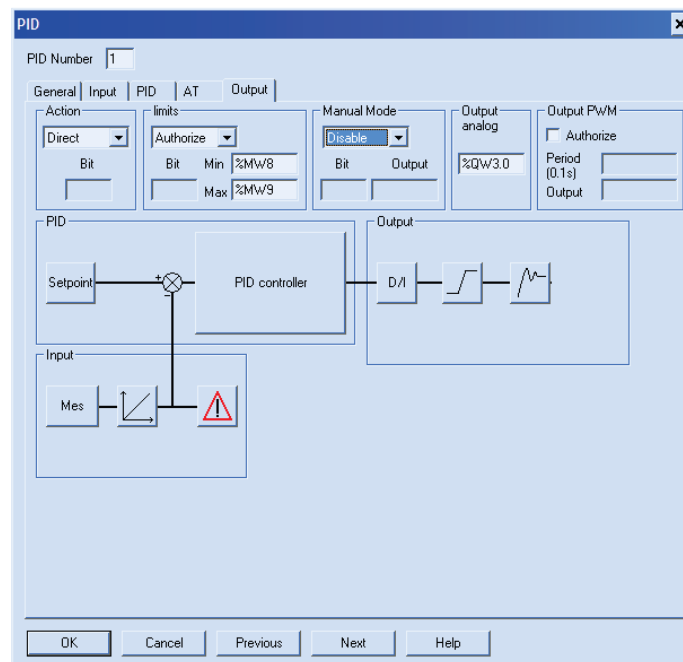 PID
PID Number 1
General Input PID AT Output
Action
Direct
Bit
limits
Authorize
Bit Min %MW8
Max %MW9
Manual Mode
Disable
Bit Output
Output
analog
%QW3.0
Output PWM
Authorize
Period
(0.1s)
Output
PID
Setpoint
+
−
PID controller
Output
D/I
Input
Mes
OK Cancel Previous Next Help